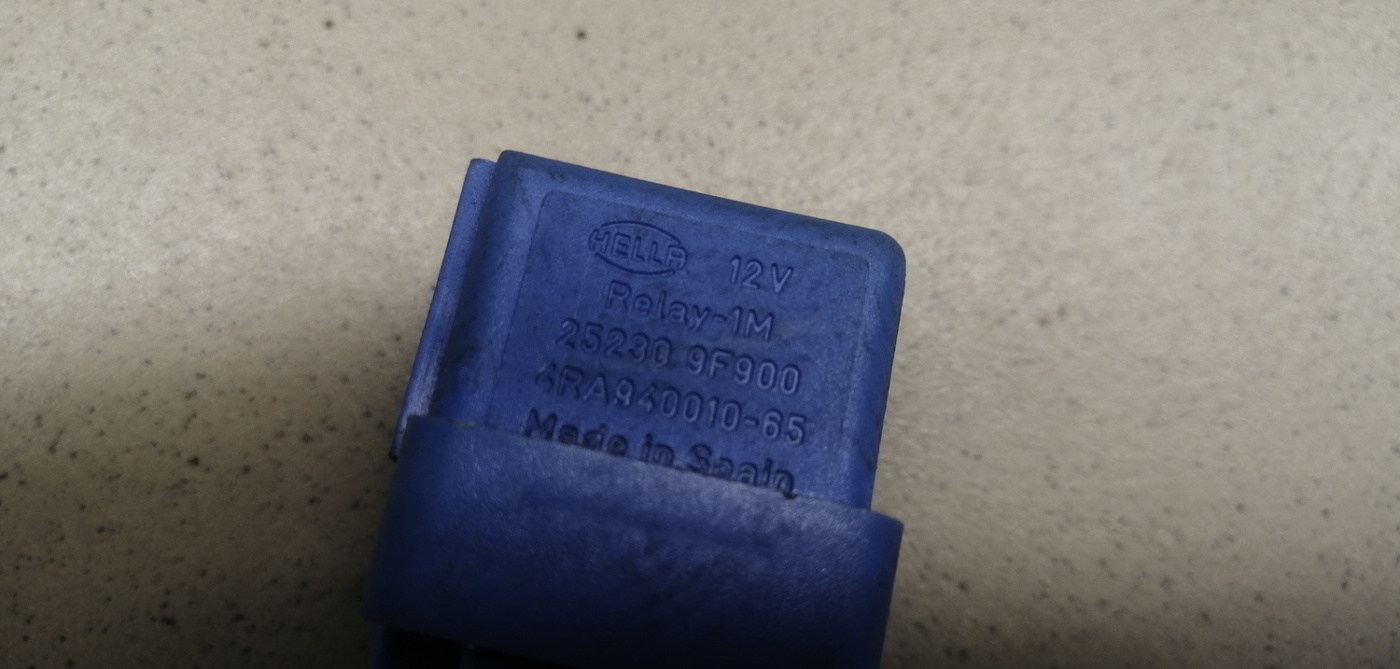 HELLA 12V
Relay-1M
25230 9F900
4RA940010-65
Made in Spain